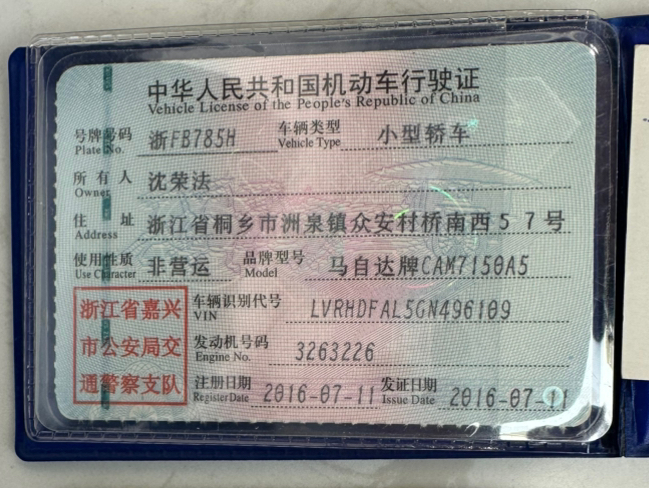 中华人民共和国机动车行驶证
Vehicle License of the People's Republic of China
号牌号码 浙FB785H 车辆类型 小型轿车
Plate No. Vehicle Type
所有人 沈荣法
Owner
住址 浙江省桐乡市洲泉镇众安村桥南西57号
Address
使用性质 非营运 品牌型号 马自达牌CAM7150A5
Use Character Model
浙江省嘉兴
市公安局交
通警察支队
车辆识别代号 LVRHDFAL5GN496109
VIN
发动机号码 3263226
Engine No.
注册日期 2016-07-11 发证日期 2016-07-11
Register Date Issue Date